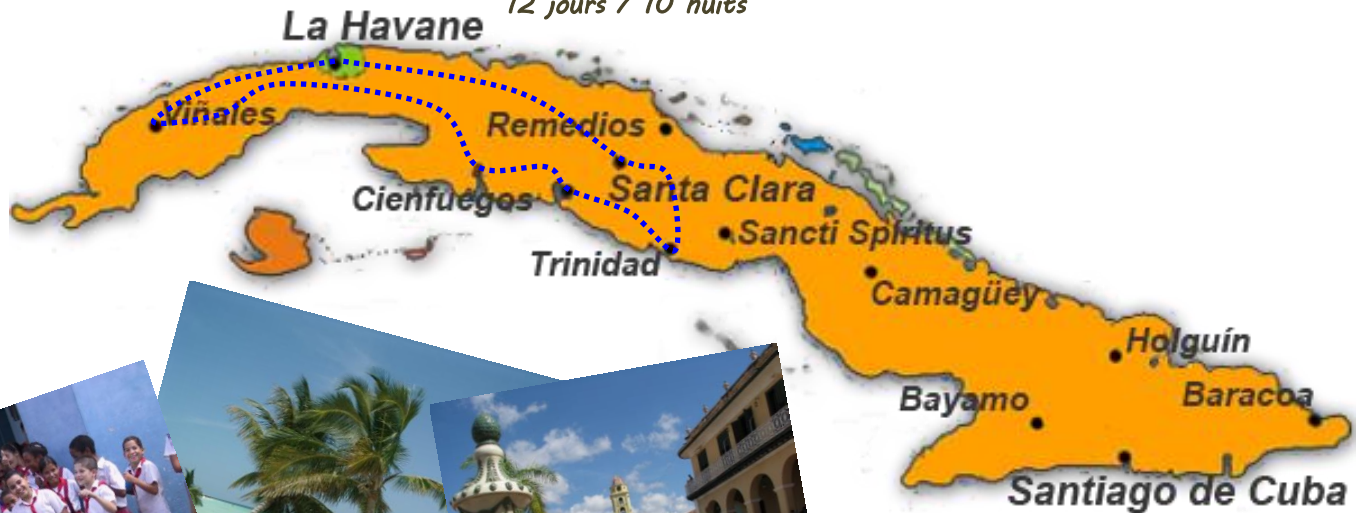 12 jours / 10 nuits
La Havane
Viñales
Remedios
Cienfuegos
Santa Clara
Sancti Spíritus
Trinidad
Camagüey
Holguín
Bayamo
Baracoa
Santiago de Cuba